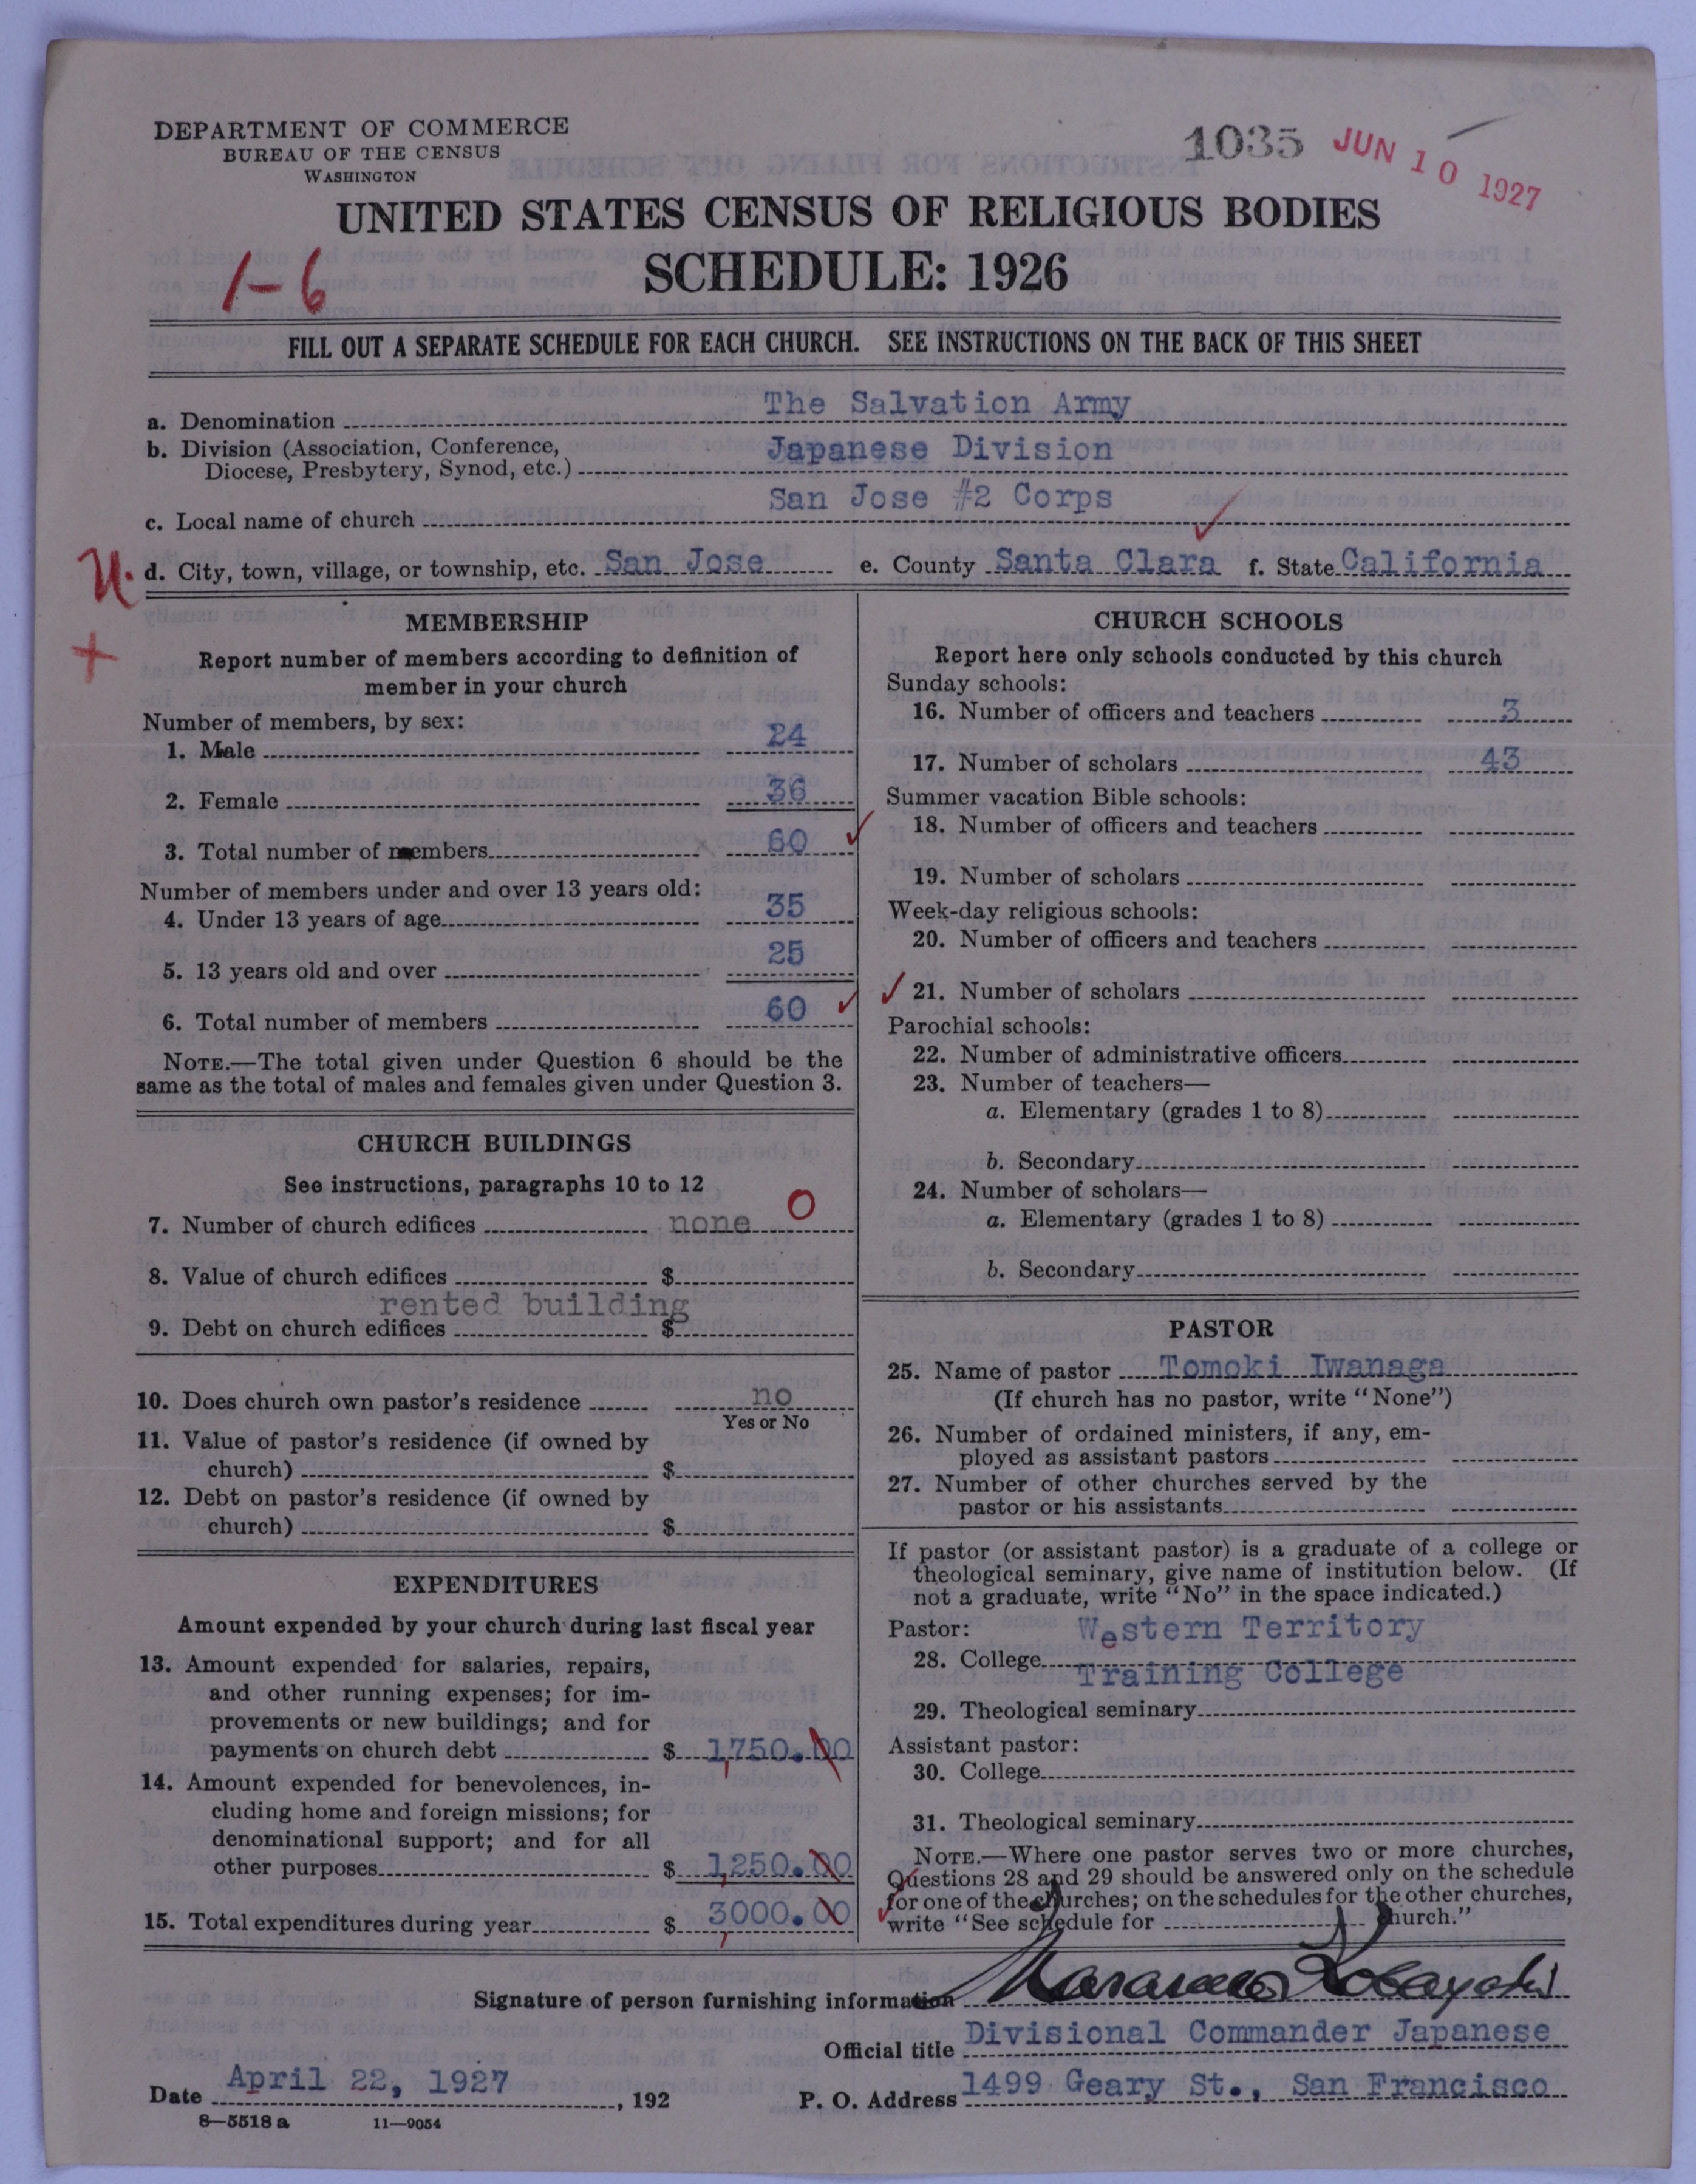 DEPARTMENT OF COMMERCE
BUREAU OF THE CENSUS
WASHINGTON
1035 JUN 10 1927
UNITED STATES CENSUS OF RELIGIOUS BODIES
1-6
SCHEDULE: 1926
FILL OUT A SEPARATE SCHEDULE FOR EACH CHURCH. SEE INSTRUCTIONS ON THE BACK OF THIS SHEET
a. Denomination The Salvation Army
b. Division (Association, Conference,
Diocese, Presbytery, Synod, etc.) Japanese Division
c. Local name of church San Jose #2 Corps
U. d. City, town, village, or township, etc. San Jose e. County Santa Clara f. State California
MEMBERSHIP
Report number of members according to definition of
member in your church
Number of members, by sex:
1. Male 24
2. Female 36
3. Total number of members 60
Number of members under and over 13 years old:
4. Under 13 years of age 35
5. 13 years old and over 25
6. Total number of members 60
NOTE.—The total given under Question 6 should be the
same as the total of males and females given under Question 3.
CHURCH BUILDINGS
See instructions, paragraphs 10 to 12
7. Number of church edifices none 0
8. Value of church edifices $
rented building
9. Debt on church edifices $
10. Does church own pastor's residence no
Yes or No
11. Value of pastor's residence (if owned by
church) $
12. Debt on pastor's residence (if owned by
church) $
EXPENDITURES
Amount expended by your church during last fiscal year
13. Amount expended for salaries, repairs,
and other running expenses; for im-
provements or new buildings; and for
payments on church debt $ 1,750.00
14. Amount expended for benevolences, in-
cluding home and foreign missions; for
denominational support; and for all
other purposes $ 1,250.00
15. Total expenditures during year $ 3000.00
CHURCH SCHOOLS
Report here only schools conducted by this church
Sunday schools:
16. Number of officers and teachers 3
17. Number of scholars 43
Summer vacation Bible schools:
18. Number of officers and teachers
19. Number of scholars
Week-day religious schools:
20. Number of officers and teachers
21. Number of scholars
Parochial schools:
22. Number of administrative officers
23. Number of teachers—
a. Elementary (grades 1 to 8)
b. Secondary
24. Number of scholars—
a. Elementary (grades 1 to 8)
b. Secondary
PASTOR
25. Name of pastor Tomoki Iwanaga
(If church has no pastor, write "None")
26. Number of ordained ministers, if any, em-
ployed as assistant pastors
27. Number of other churches served by the
pastor or his assistants
If pastor (or assistant pastor) is a graduate of a college or
theological seminary, give name of institution below. (If
not a graduate, write "No" in the space indicated.)
Pastor: Western Territory
28. College Training College
29. Theological seminary
Assistant pastor:
30. College
31. Theological seminary
NOTE.—Where one pastor serves two or more churches,
Questions 28 and 29 should be answered only on the schedule
for one of the churches; on the schedules for the other churches,
write "See schedule for church."
Signature of person furnishing information Kobayashi
Official title Divisional Commander Japanese
Date April 22, 1927, 192 P. O. Address 1499 Geary St., San Francisco
8—5518 a 11—9054